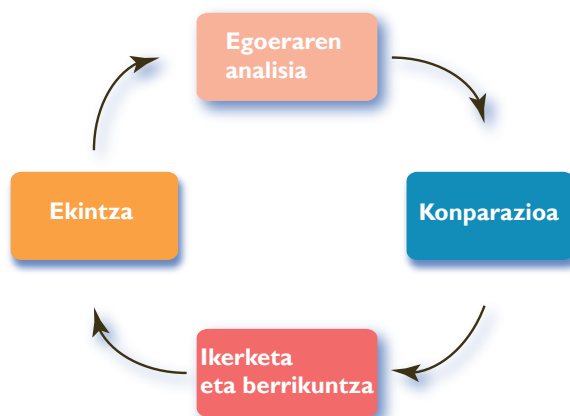 Egoeraren
analisia
Konparazioa
Ikerketa
eta berrikuntza
Ekintza